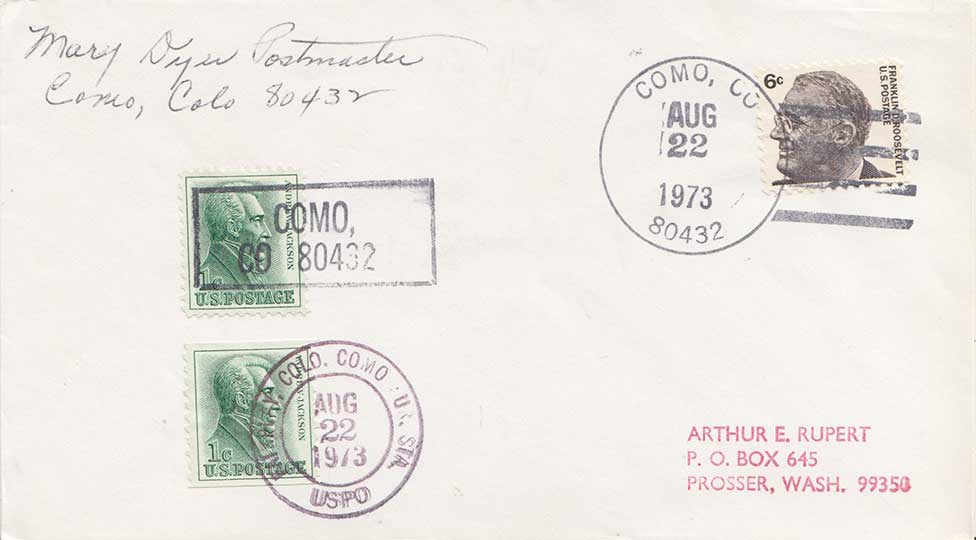 Mary Dyer Postmaster
Como, Colo 80432
COMO, CO
AUG
22
1973
80432
6c
FRANKLIN D. ROOSEVELT
U.S. POSTAGE
ANDREW JACKSON
COMO,
CO 80432
1c
U.S. POSTAGE
JACKSON
1c
U.S. POSTAGE
COLO. COMO RUR. STA.
AUG
22
1973
USPO
ARTHUR E. RUPERT
P. O. BOX 645
PROSSER, WASH. 99350